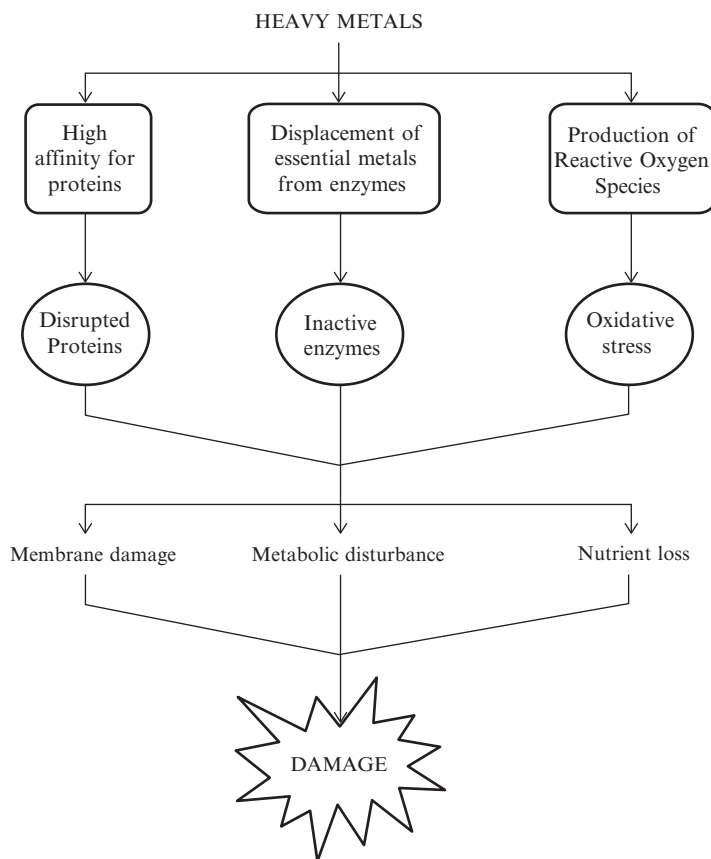 HEAVY METALS
High
affinity for
proteins
Displacement of
essential metals
from enzymes
Production of
Reactive Oxygen
Species
Disrupted
Proteins
Inactive
enzymes
Oxidative
stress
Membrane damage
Metabolic disturbance
Nutrient loss
DAMAGE